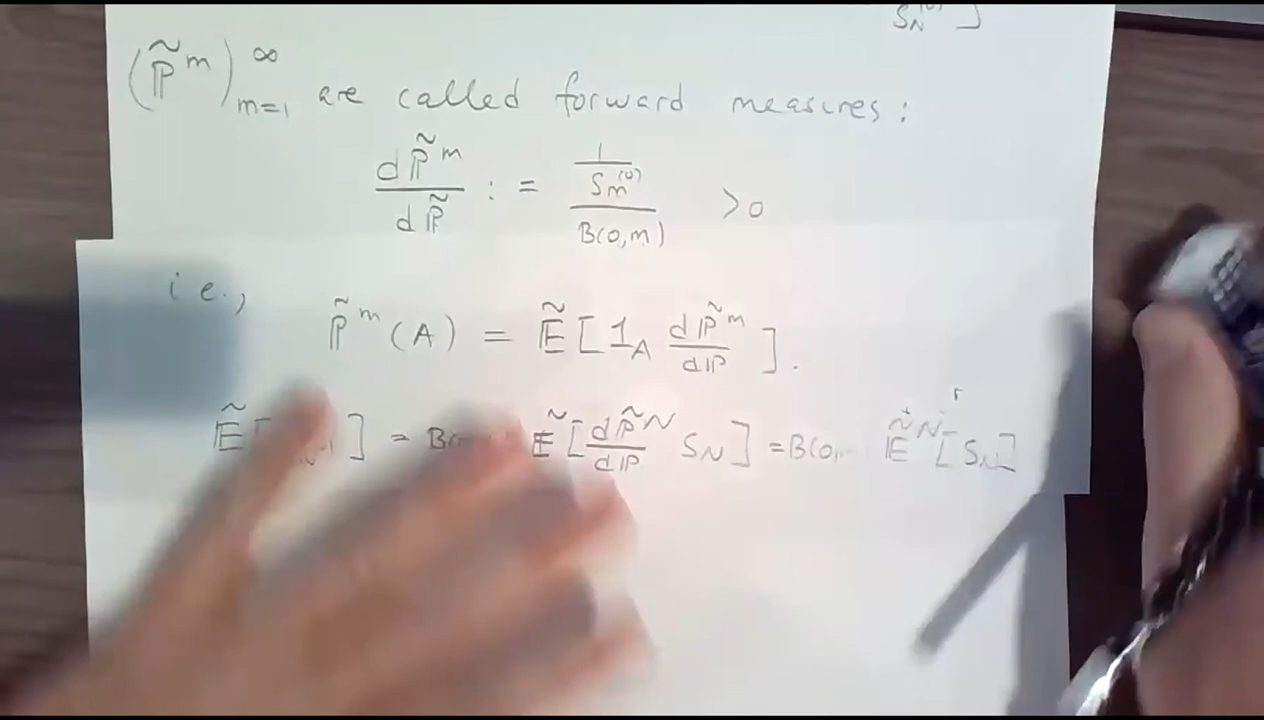 S_N^(0) ]
(P̃^m)_{m=1}^∞ are called forward measures:
dP̃^m / dP̃ := (1 / S_m^(0)) / B(0,m) > 0
i.e.,
P̃^m (A) = Ẽ [ 1_A dP̃^m / dP ].
Ẽ [ ] = B( Ẽ [ dP̃^N / dP S_N ] = B(0, Ẽ^N [ S_N ]